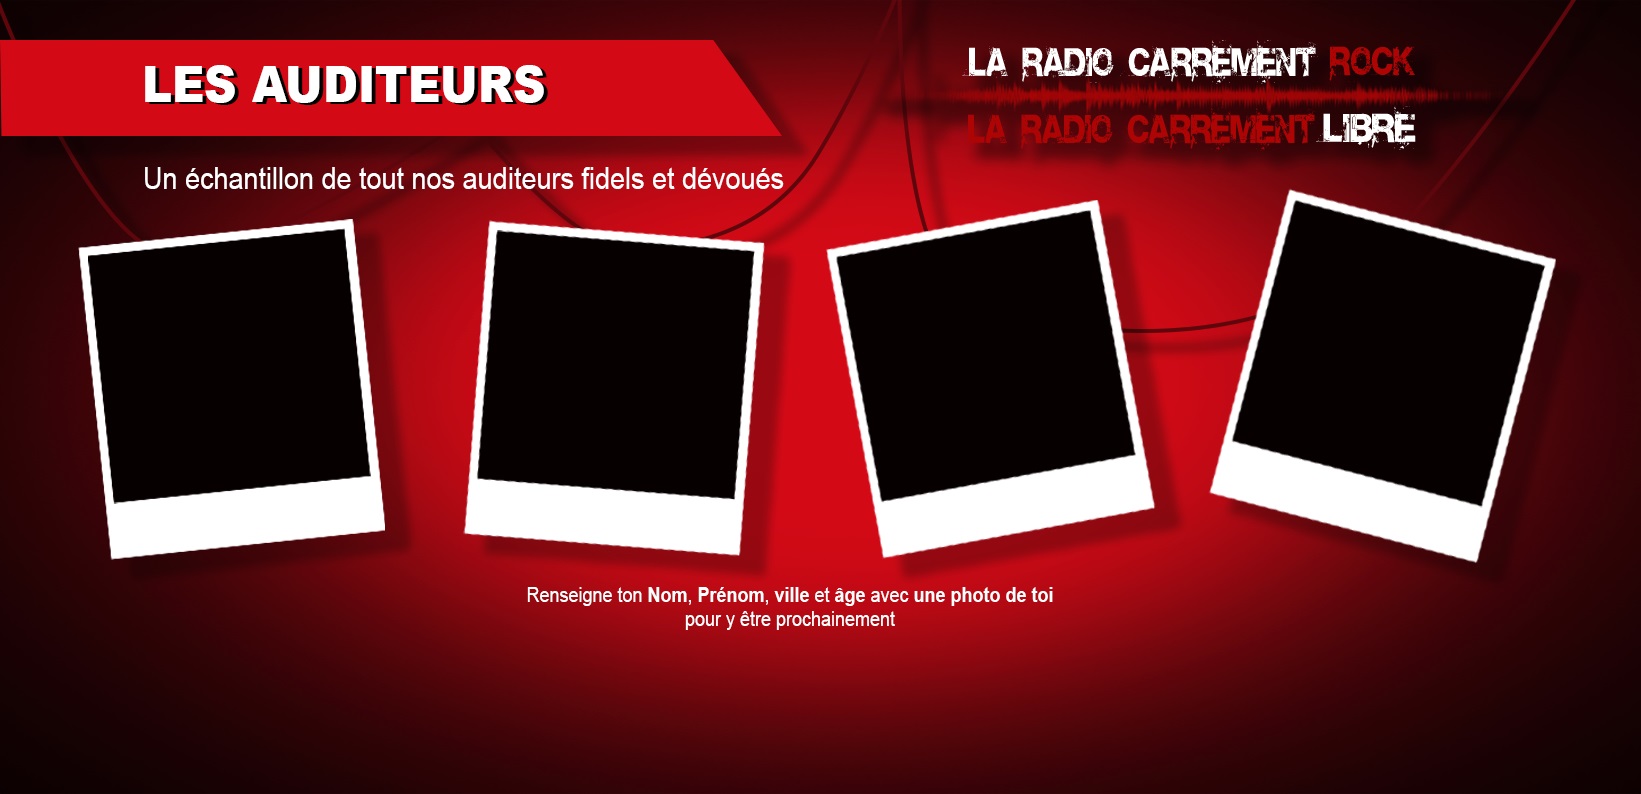 LES AUDITEURS
LA RADIO CARREMENT ROCK
LA RADIO CARREMENT LIBRE
Un échantillon de tout nos auditeurs fidels et dévoués
Renseigne ton Nom, Prénom, ville et âge avec une photo de toi
pour y être prochainement